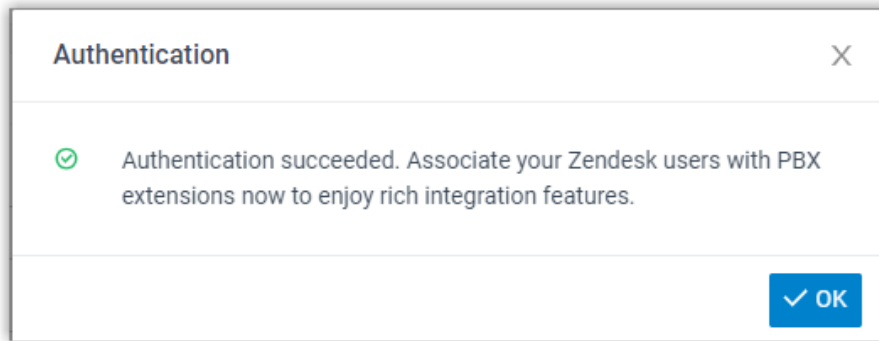 Authentication
Authentication succeeded. Associate your Zendesk users with PBX
extensions now to enjoy rich integration features.
OK